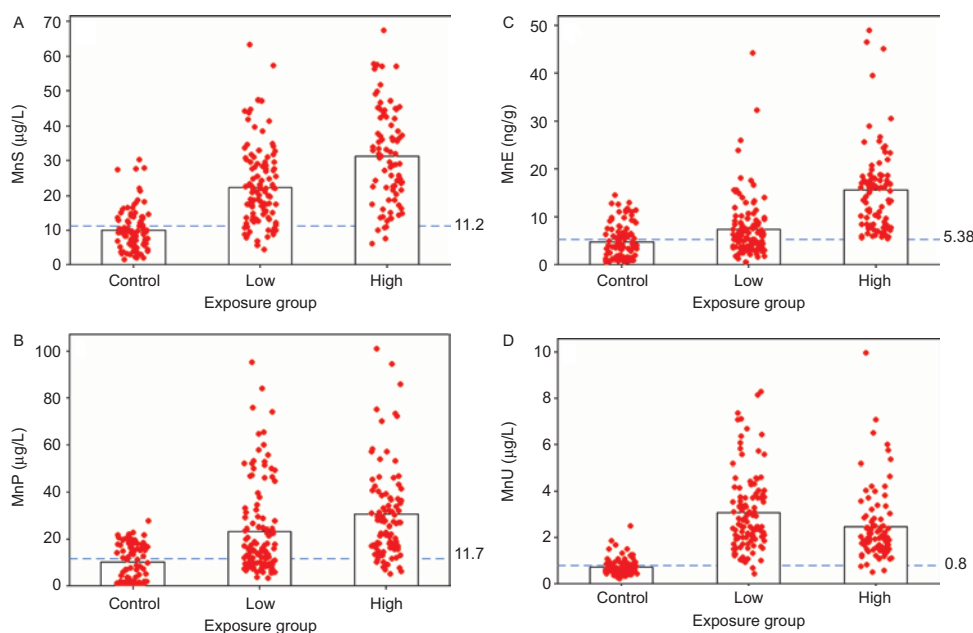 A
MnS (µg/L)
70
60
50
40
30
20
10
0
11.2
Control Low High
Exposure group
C
MnE (ng/g)
50
40
30
20
10
0
5.38
Control Low High
Exposure group
B
MnP (µg/L)
100
80
60
40
20
0
11.7
Control Low High
Exposure group
D
MnU (µg/L)
10
8
6
4
2
0
0.8
Control Low High
Exposure group